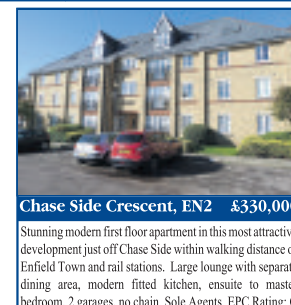 Chase Side Crescent, EN2 £330,00
Stunning modern first floor apartment in this most attractiv
development just off Chase Side within walking distance
Enfield Town and rail stations. Large lounge with separat
dining area, modern fitted kitchen, ensuite to maste
bedroom, 2 garages, no chain. Sole Agents. EPC Rating: